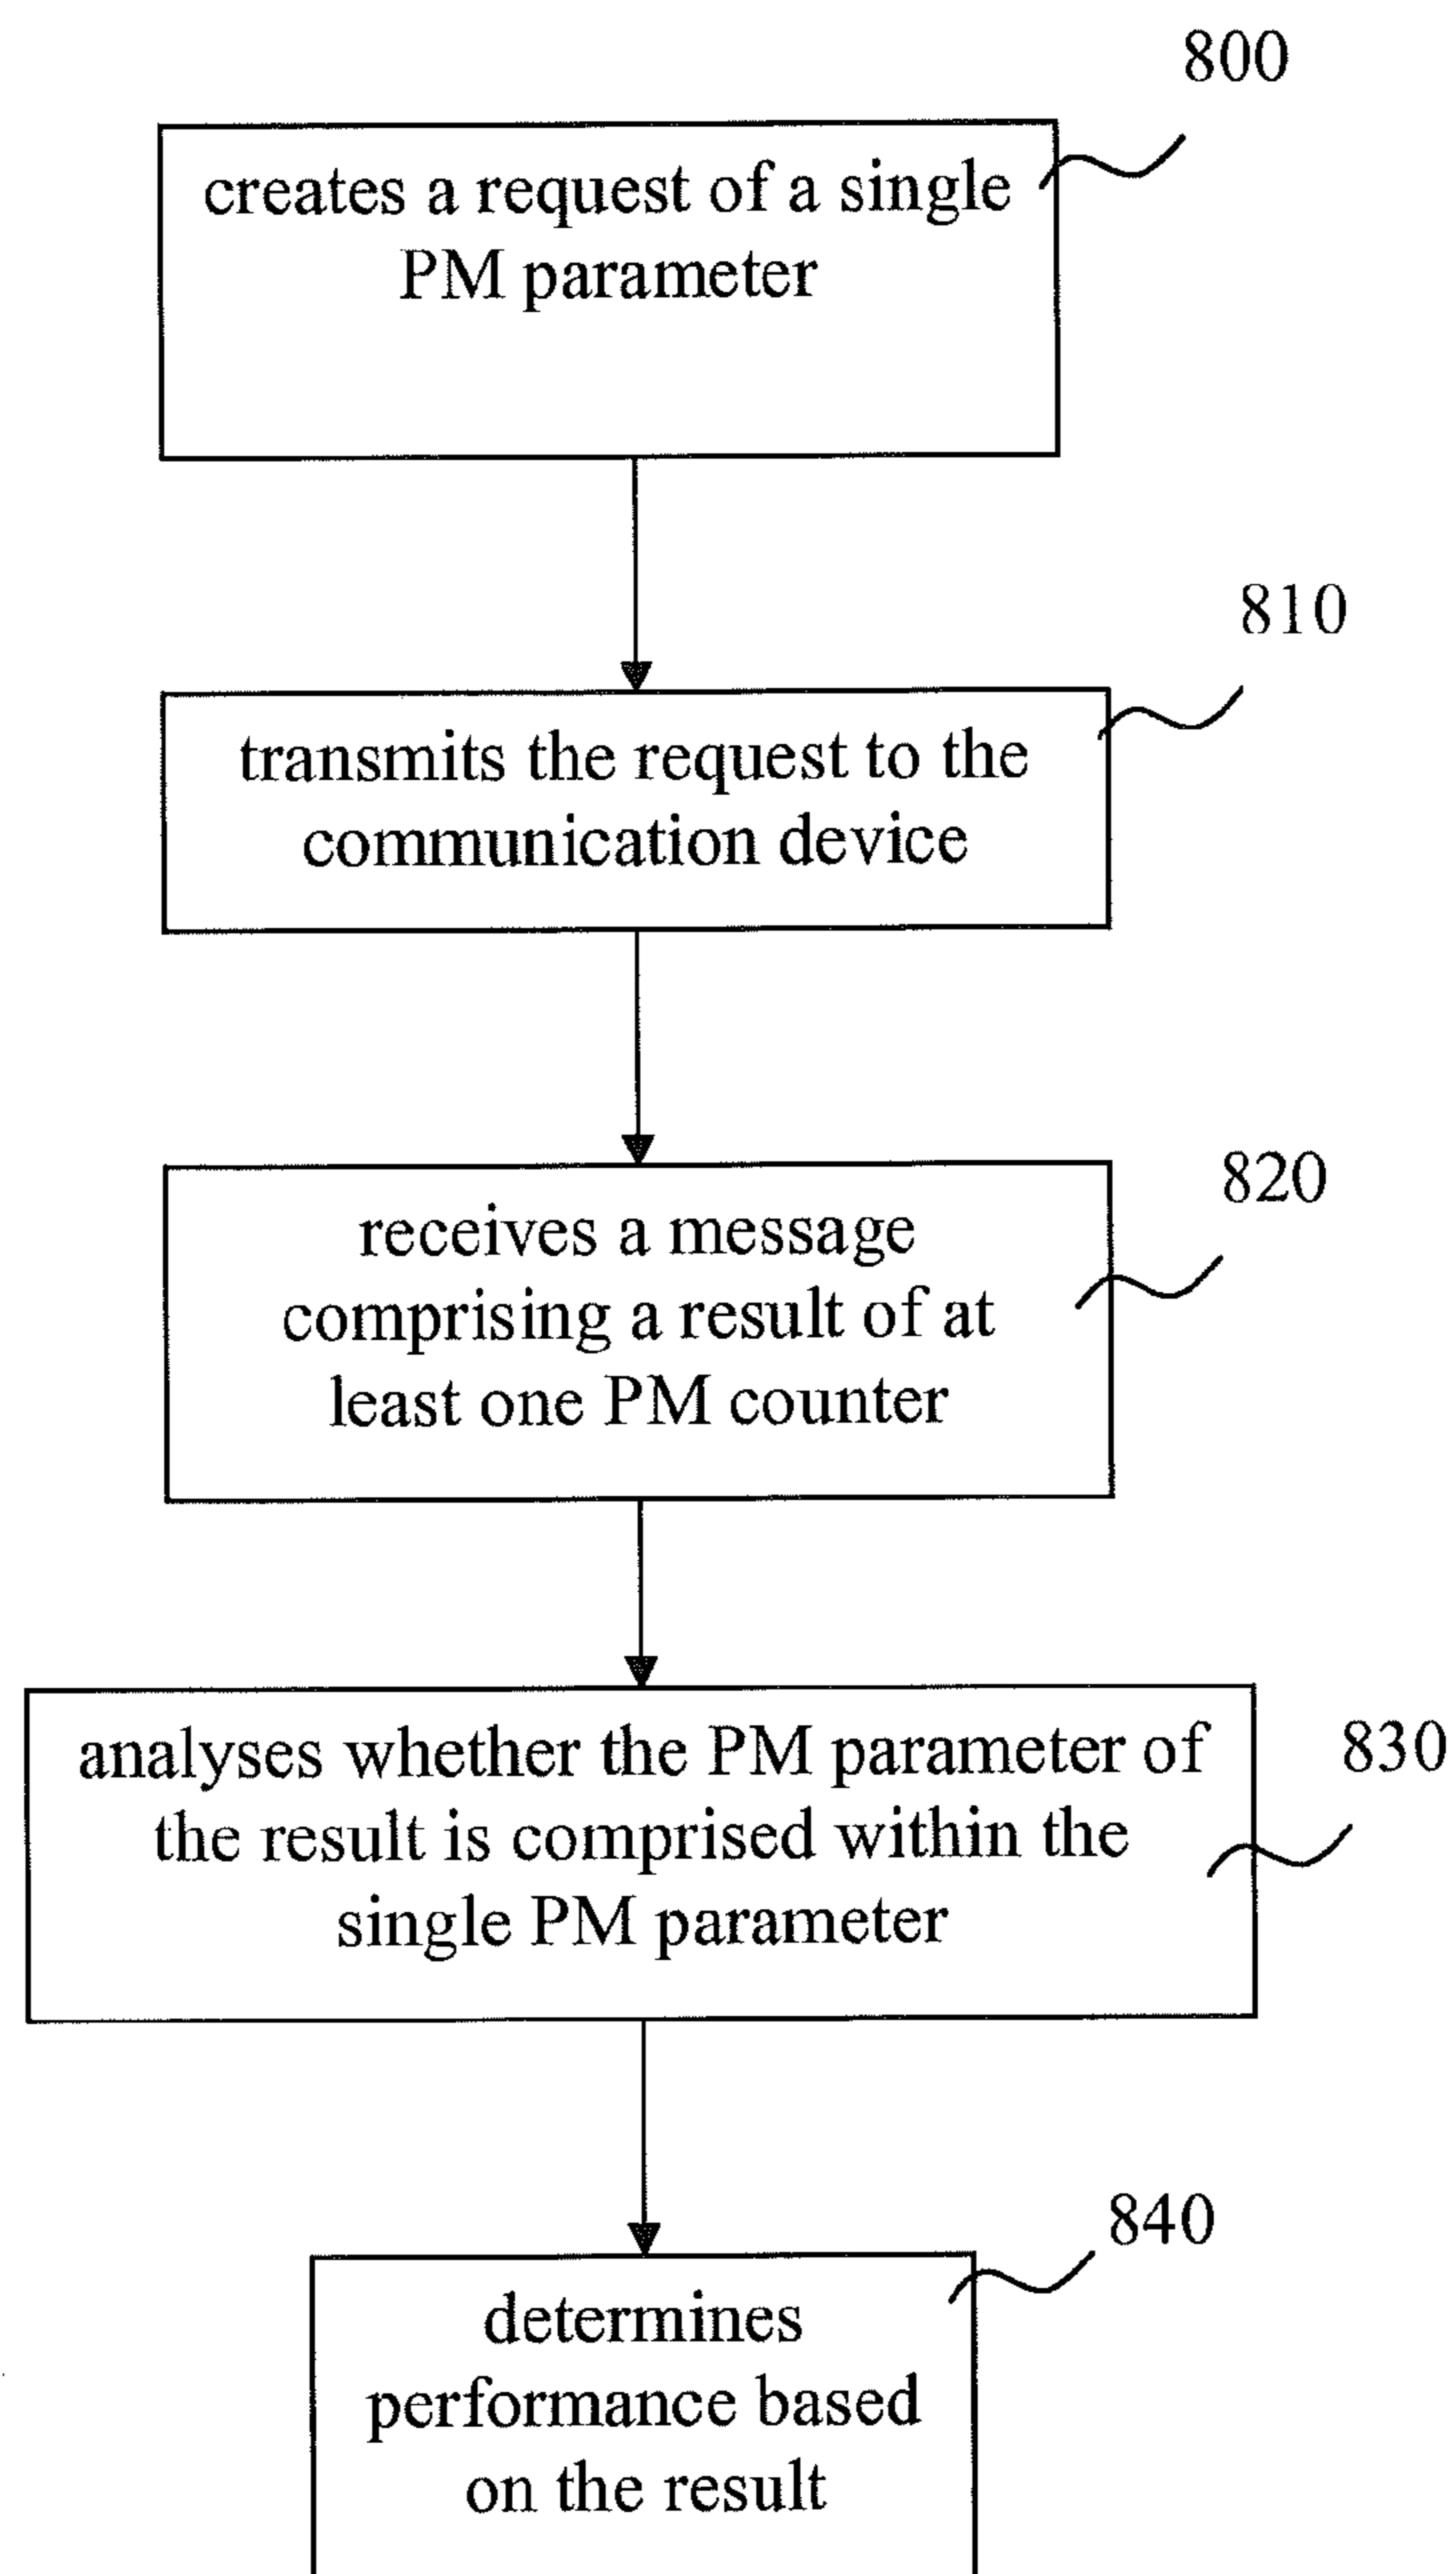 800
creates a request of a single
PM parameter
810
transmits the request to the
communication device
820
receives a message
comprising a result of at
least one PM counter
830
analyses whether the PM parameter of
the result is comprised within the
single PM parameter
840
determines
performance based
on the result